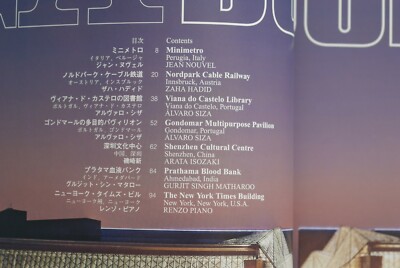 目次 Contents
ミニメトロ 8 Minimetro
イタリア、ペルージャ Perugia, Italy
ジャン・ヌヴェル JEAN NOUVEL
ノルドパーク・ケーブル鉄道 20 Nordpark Cable Railway
オーストリア、インスブルック Innsbruck, Austria
ザハ・ハディド ZAHA HADID
ヴィアナ・ド・カステロの図書館 38 Viana do Castelo Library
ポルトガル、ヴィアナ・ド・カステロ Viana do Castelo, Portugal
アルヴァロ・シザ ÁLVARO SIZA
ゴンドマールの多目的パヴィリオン 52 Gondomar Multipurpose Pavilion
ポルトガル、ゴンドマール Gondomar, Portugal
アルヴァロ・シザ ÁLVARO SIZA
深圳文化中心 62 Shenzhen Cultural Centre
中国、深圳 Shenzhen, China
磯崎新 ARATA ISOZAKI
プラタマ血液バンク 84 Prathama Blood Bank
インド、アーメダバード Ahmedabad, India
グルジット・シン・マタロー GURJIT SINGH MATHAROO
ニューヨーク・タイムズ・ビル 94 The New York Times Building
ニューヨーク州、ニューヨーク New York, New York, U.S.A.
レンゾ・ピアノ RENZO PIANO